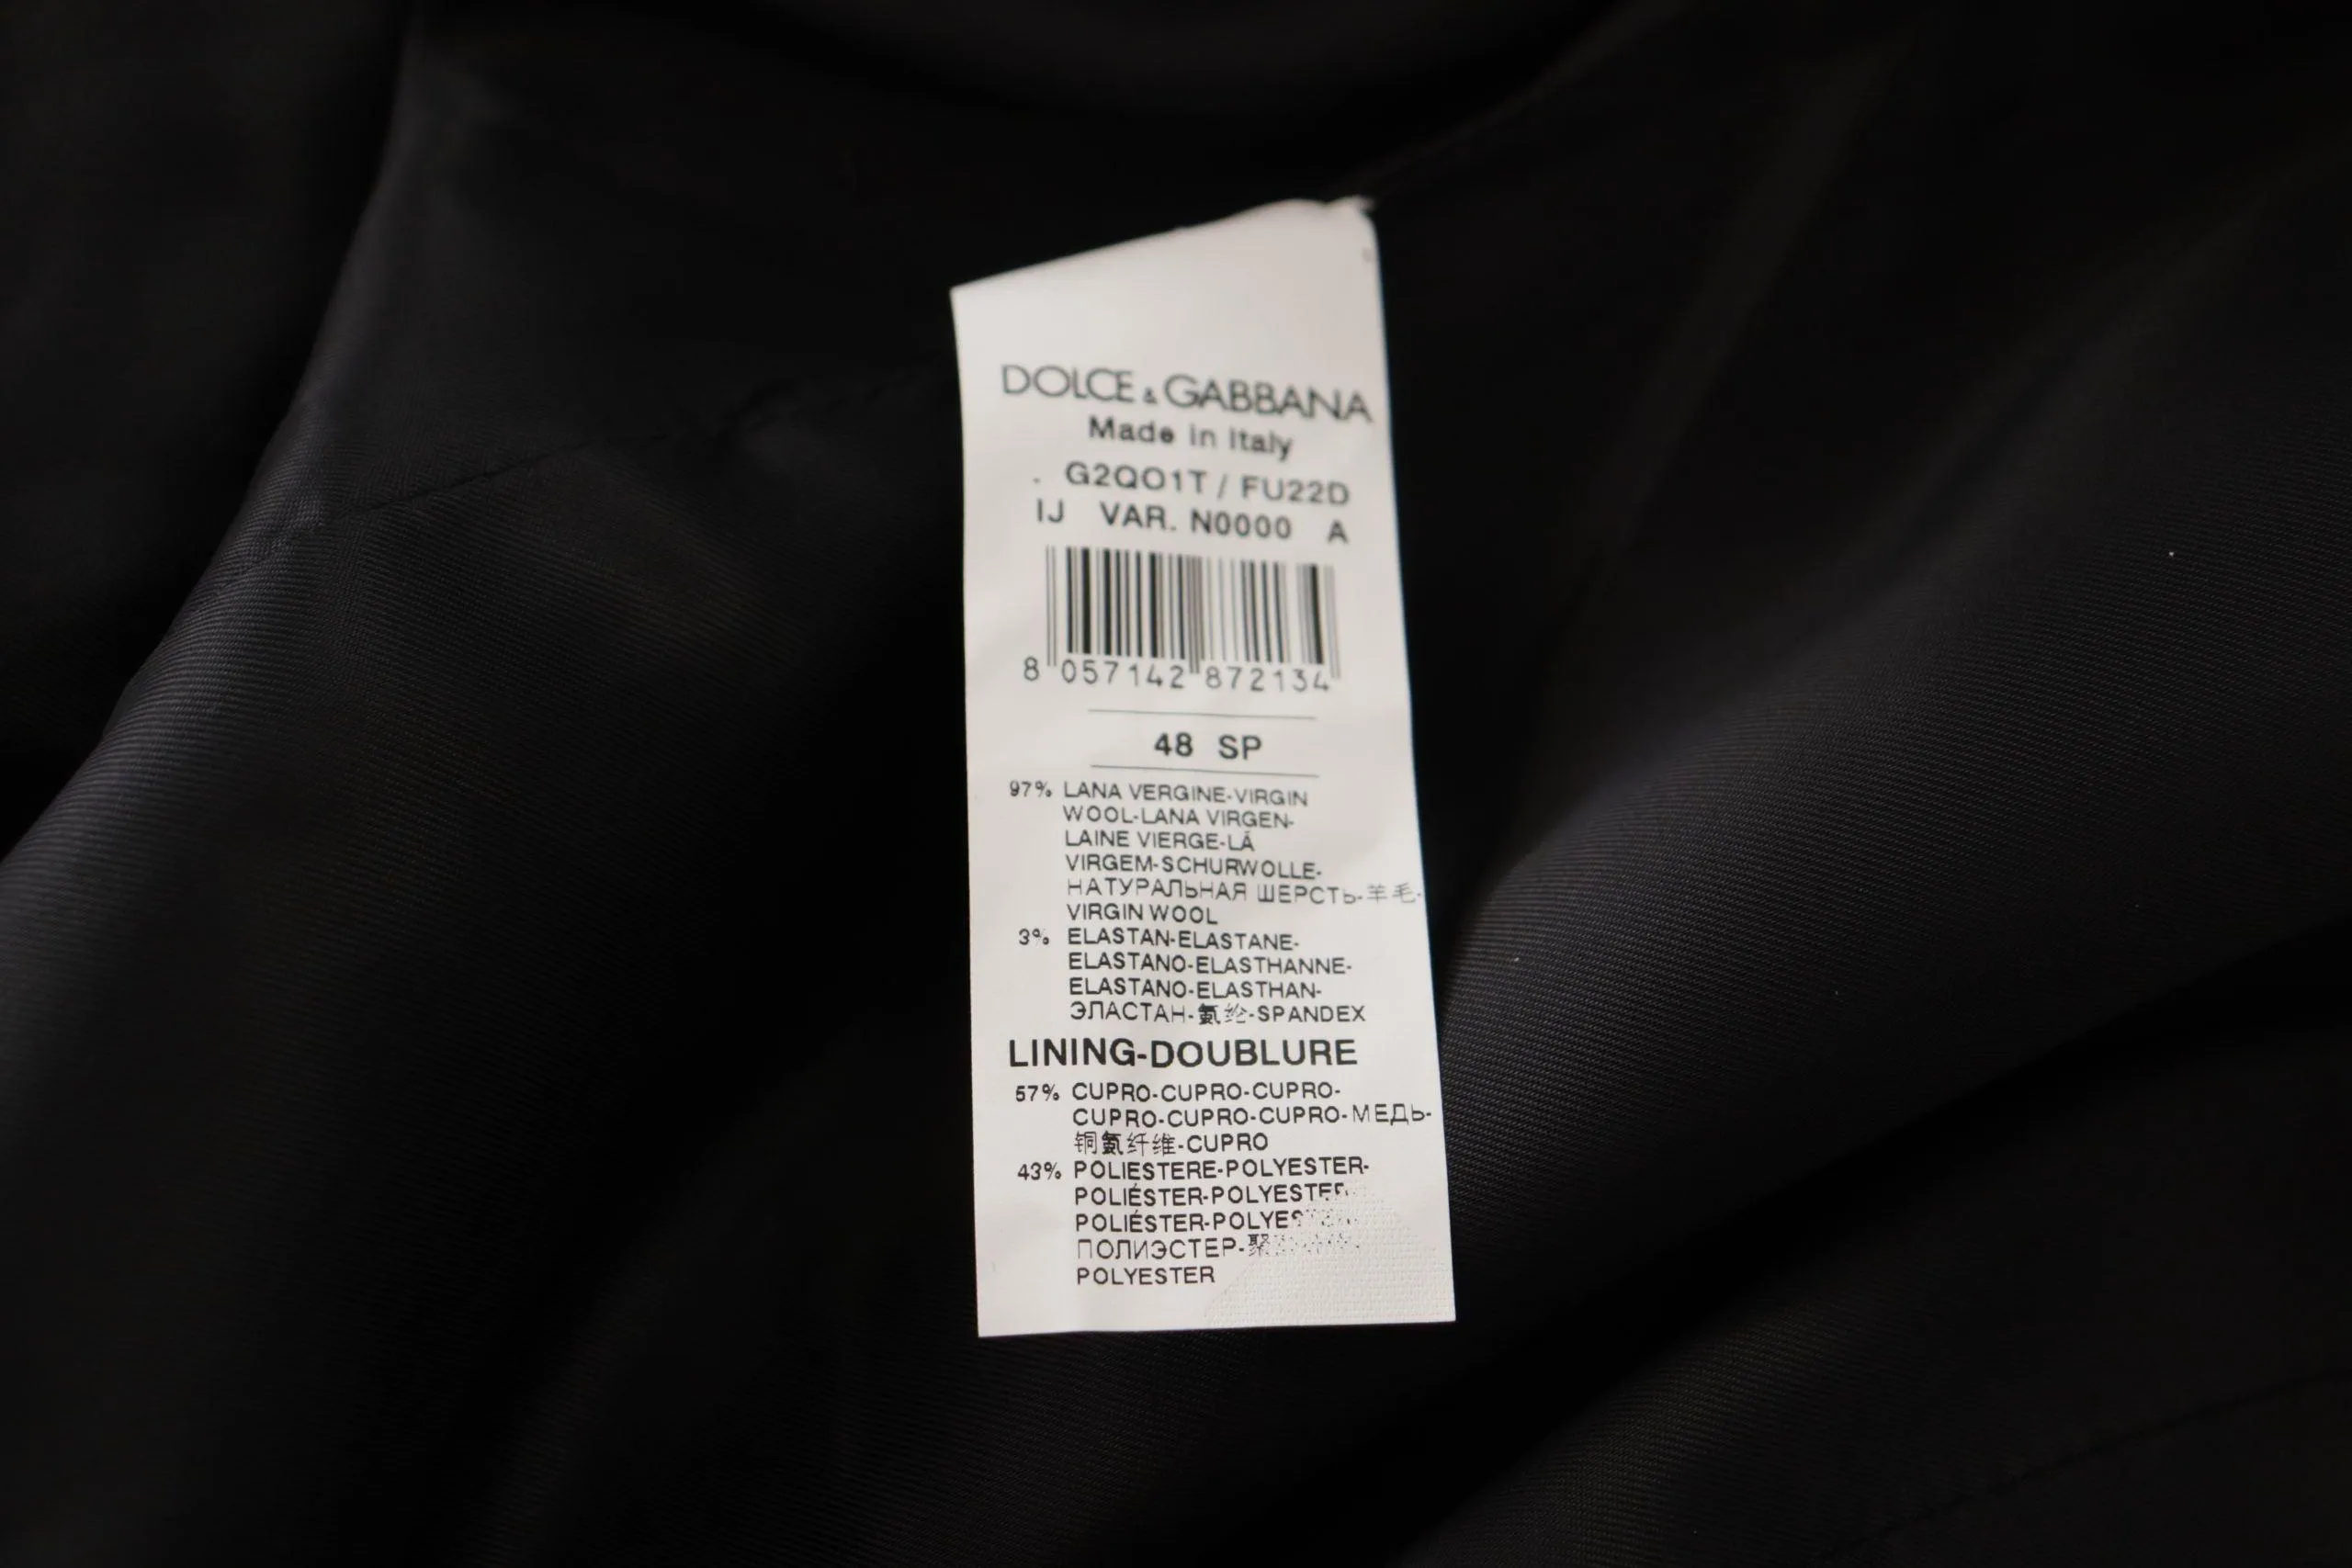 DOLCE & GABBANA
Made in Italy
. G2QO1T / FU22D
IJ VAR. N0000 A
8 057142 872134
48 SP
97% LANA VERGINE-VIRGIN
WOOL-LANA VIRGEN-
LAINE VIERGE-LÃ
VIRGEM-SCHURWOLLE-
НАТУРАЛЬНАЯ ШЕРСТЬ-羊毛-
VIRGIN WOOL
3% ELASTAN-ELASTANE-
ELASTANO-ELASTHANNE-
ELASTANO-ELASTHAN-
ЭЛАСТАН-氨纶-SPANDEX
LINING-DOUBLURE
57% CUPRO-CUPRO-CUPRO-
CUPRO-CUPRO-CUPRO-МЕДЬ-
铜氨纤维-CUPRO
43% POLIESTERE-POLYESTER-
POLIÉSTER-POLYESTER
POLIÉSTER-
ПОЛИЭСТЕР-
POLYESTER